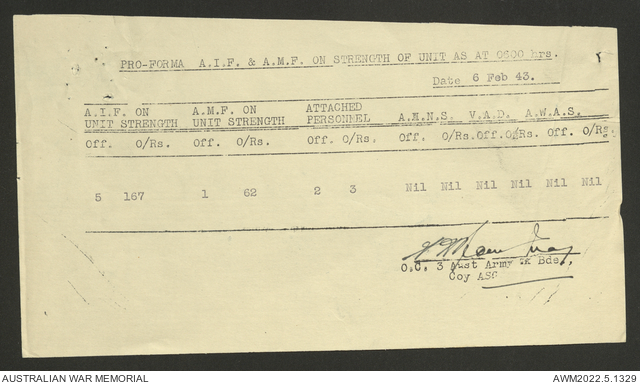 PRO-FORMA A.I.F. & A.M.F. ON STRENGTH OF UNIT AS AT 0600 hrs.
Date 6 Feb 43.
A.I.F. ON UNIT STRENGTH A.M.F. ON UNIT STRENGTH ATTACHED PERSONNEL A.M.N.S. V.A.D. A.W.A.S.
Off. O/Rs. Off. O/Rs. Off. O/Rs. Off. O/Rs. Off. O/Rs. Off. O/Rs.
5 167 1 62 2 3 Nil Nil Nil Nil Nil Nil
O.C. 3 Aust Army Tk Bde,
Coy ASC
AUSTRALIAN WAR MEMORIAL
AWM2022.5.1329